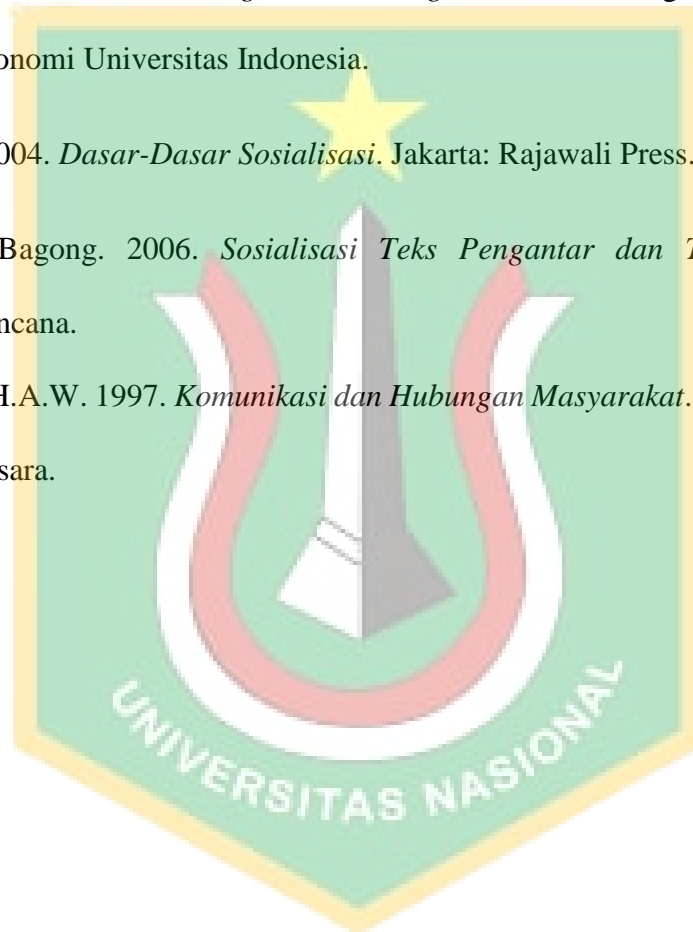 onomi Universitas Indonesia.
004. Dasar-Dasar Sosialisasi. Jakarta: Rajawali Press.
Bagong. 2006. Sosialisasi Teks Pengantar dan T
ncana.
H.A.W. 1997. Komunikasi dan Hubungan Masyarakat.
sara.
UNIVERSITAS NASIONAL